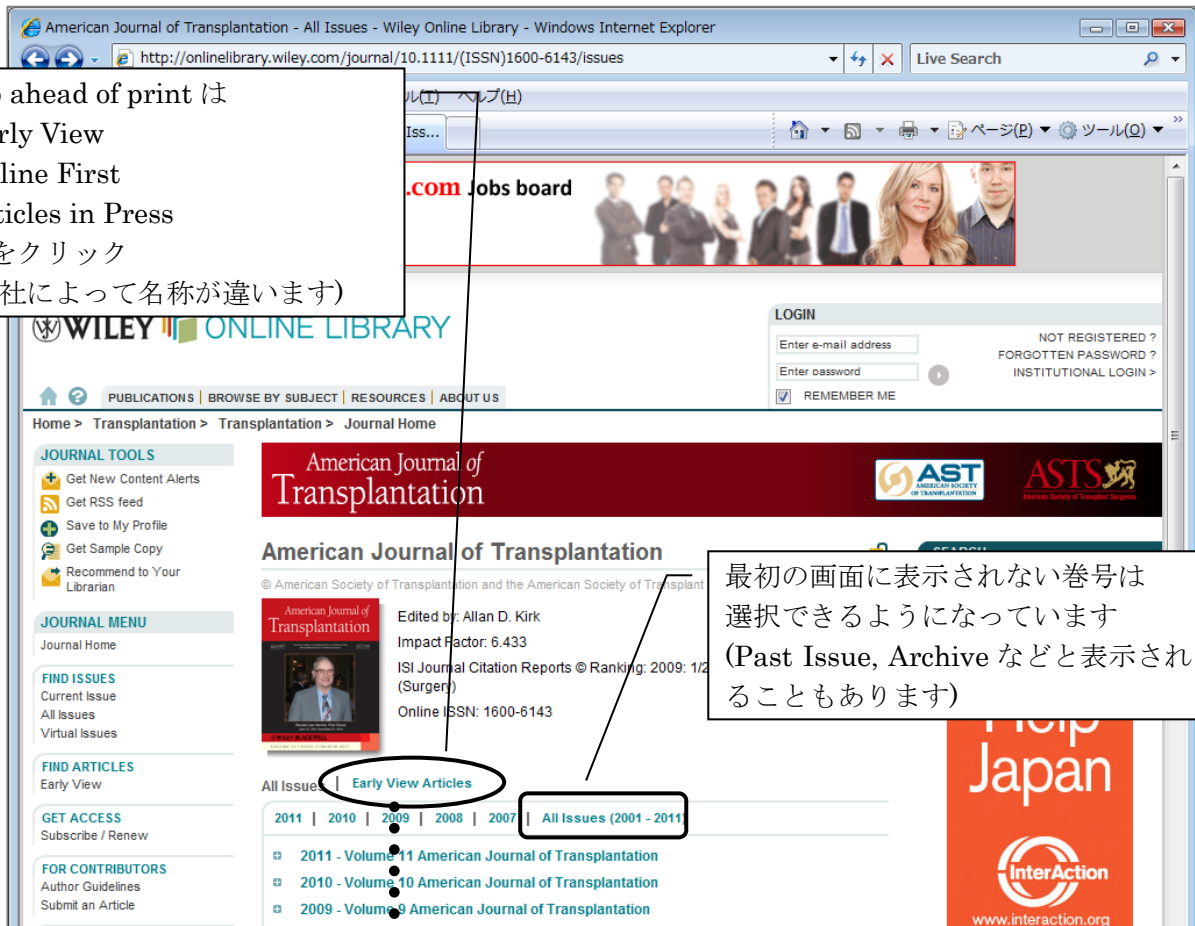 American Journal of Transplantation - All Issues - Wiley Online Library - Windows Internet Explorer
http://onlinelibrary.wiley.com/journal/10.1111/(ISSN)1600-6143/issues
Live Search
ル(T) ヘルプ(H)
Iss...
ページ(P) ツール(O) »
ahead of print は
rly View
line First
ticles in Press
をクリック
社によって名称が違います)
.com Jobs board
WILEY ONLINE LIBRARY
LOGIN
Enter e-mail address
NOT REGISTERED ?
FORGOTTEN PASSWORD ?
Enter password
INSTITUTIONAL LOGIN >
REMEMBER ME
PUBLICATIONS | BROWSE BY SUBJECT | RESOURCES | ABOUT US
Home > Transplantation > Transplantation > Journal Home
JOURNAL TOOLS
Get New Content Alerts
Get RSS feed
Save to My Profile
Get Sample Copy
Recommend to Your
Librarian
JOURNAL MENU
Journal Home
FIND ISSUES
Current Issue
All Issues
Virtual Issues
FIND ARTICLES
Early View
GET ACCESS
Subscribe / Renew
FOR CONTRIBUTORS
Author Guidelines
Submit an Article
American Journal of
Transplantation
AST
AMERICAN SOCIETY
OF TRANSPLANTATION
ASTS
American Society of Transplant Surgeons
American Journal of Transplantation
SEARCH
© American Society of Transplantation and the American Society of Transplant
American Journal of
Transplantation
Edited by: Allan D. Kirk
Impact Factor: 6.433
ISI Journal Citation Reports © Ranking: 2009: 1/2
(Surgery)
Online ISSN: 1600-6143
最初の画面に表示されない巻号は
選択できるようになっています
(Past Issue, Archive などと表示され
ることもあります)
All Issues | Early View Articles
2011 | 2010 | 2009 | 2008 | 2007 | All Issues (2001 - 2011)
2011 - Volume 11 American Journal of Transplantation
2010 - Volume 10 American Journal of Transplantation
2009 - Volume 9 American Journal of Transplantation
Help
Japan
InterAction
www.interaction.org